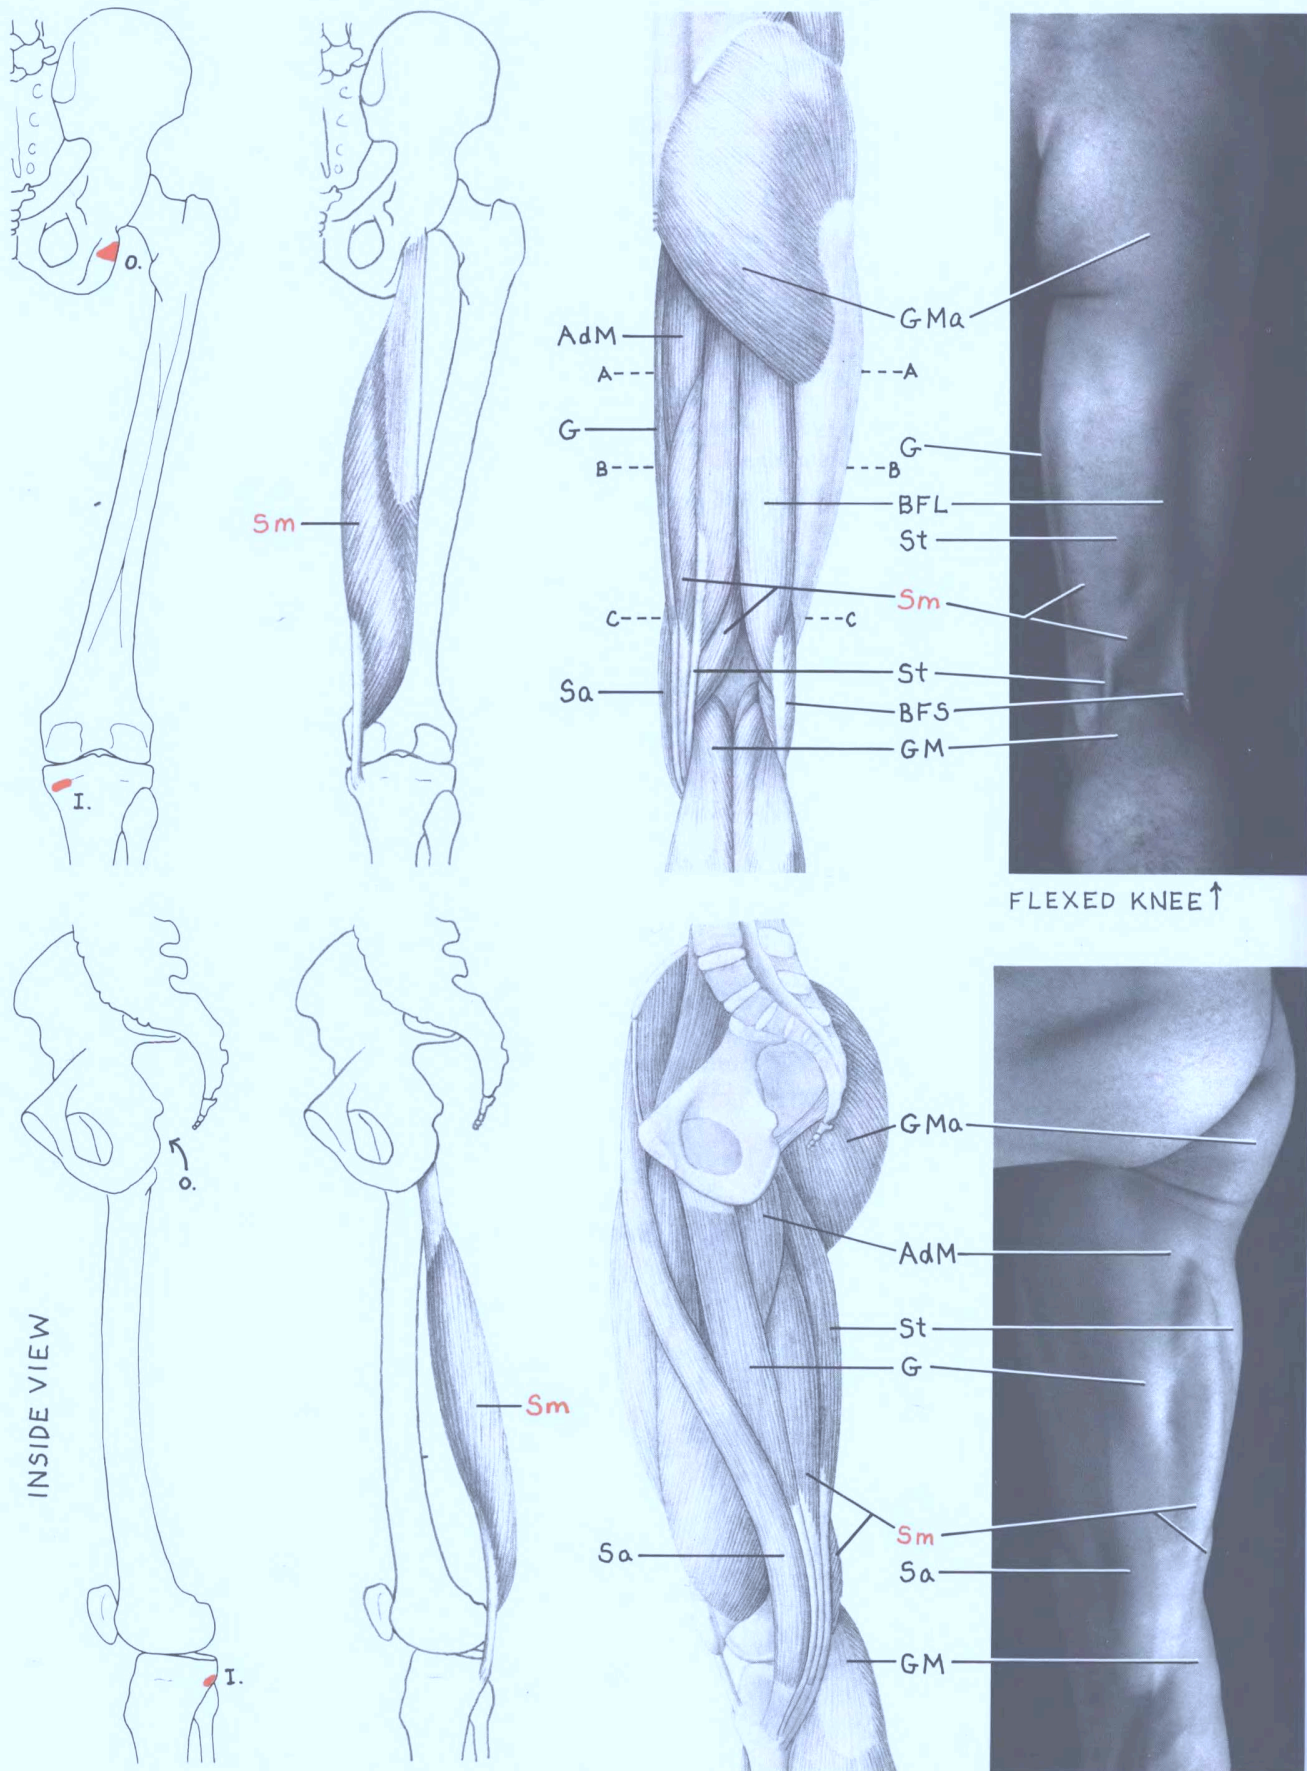 O.
I.
Sm
AdM
A
A
G
B
B
C
C
Sa
GMa
G
BFL
St
Sm
St
BFS
GM
FLEXED KNEE↑
INSIDE VIEW
O.
I.
Sm
GMa
AdM
St
G
Sm
Sa
Sa
GM